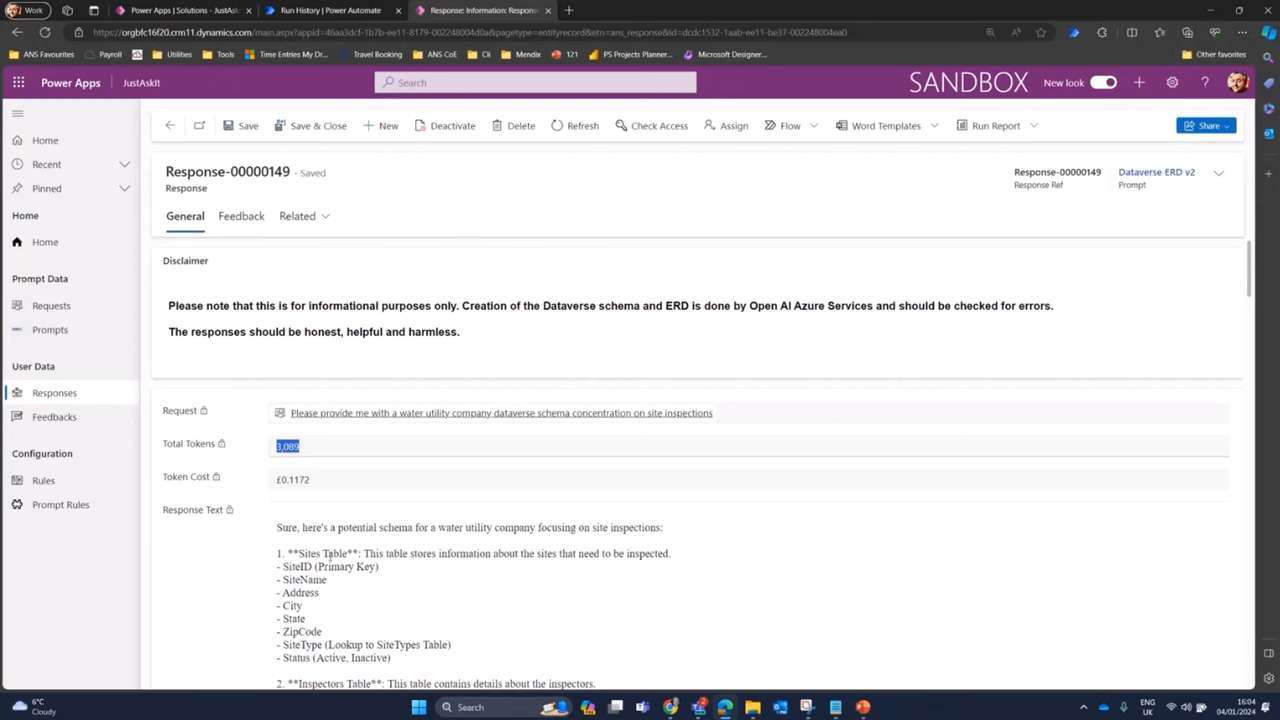 Work
Power Apps | Solutions - JustAsk
Run History | Power Automate
Response: Information: Respon
https://orgbfc16f20.crm11.dynamics.com/main.aspx?appid=46aa3dcf-1b7b-ee11-8179-002248004d0a&pagetype=entityrecord&etn=ans_response&id=dcdc1532-1aab-ee11-be37-002248004ea0
ANS Favourites
Payroll
Utilities
Tools
Time Entries My Dr...
Travel Booking
ANS CoE
Cli
Mendix
121
PS Projects Planner...
Microsoft Designer...
Other favorites
Power Apps
JustAskIt
Search
SANDBOX
New look
Save
Save & Close
New
Deactivate
Delete
Refresh
Check Access
Assign
Flow
Word Templates
Run Report
Share
Home
Recent
Pinned
Home
Home
Prompt Data
Requests
Prompts
User Data
Responses
Feedbacks
Configuration
Rules
Prompt Rules
Response-00000149 - Saved
Response
Response-00000149
Response Ref
Dataverse ERD v2
Prompt
General
Feedback
Related
Disclaimer
Please note that this is for informational purposes only. Creation of the Dataverse schema and ERD is done by Open AI Azure Services and should be checked for errors.
The responses should be honest, helpful and harmless.
Request
Please provide me with a water utility company dataverse schema concentration on site inspections
Total Tokens
3,089
Token Cost
£0.1172
Response Text
Sure, here's a potential schema for a water utility company focusing on site inspections:
1. **Sites Table**: This table stores information about the sites that need to be inspected.
- SiteID (Primary Key)
- SiteName
- Address
- City
- State
- ZipCode
- SiteType (Lookup to SiteTypes Table)
- Status (Active, Inactive)
2. **Inspectors Table**: This table contains details about the inspectors.
6°C
Cloudy
Search
ENG
UK
16:04
04/01/2024